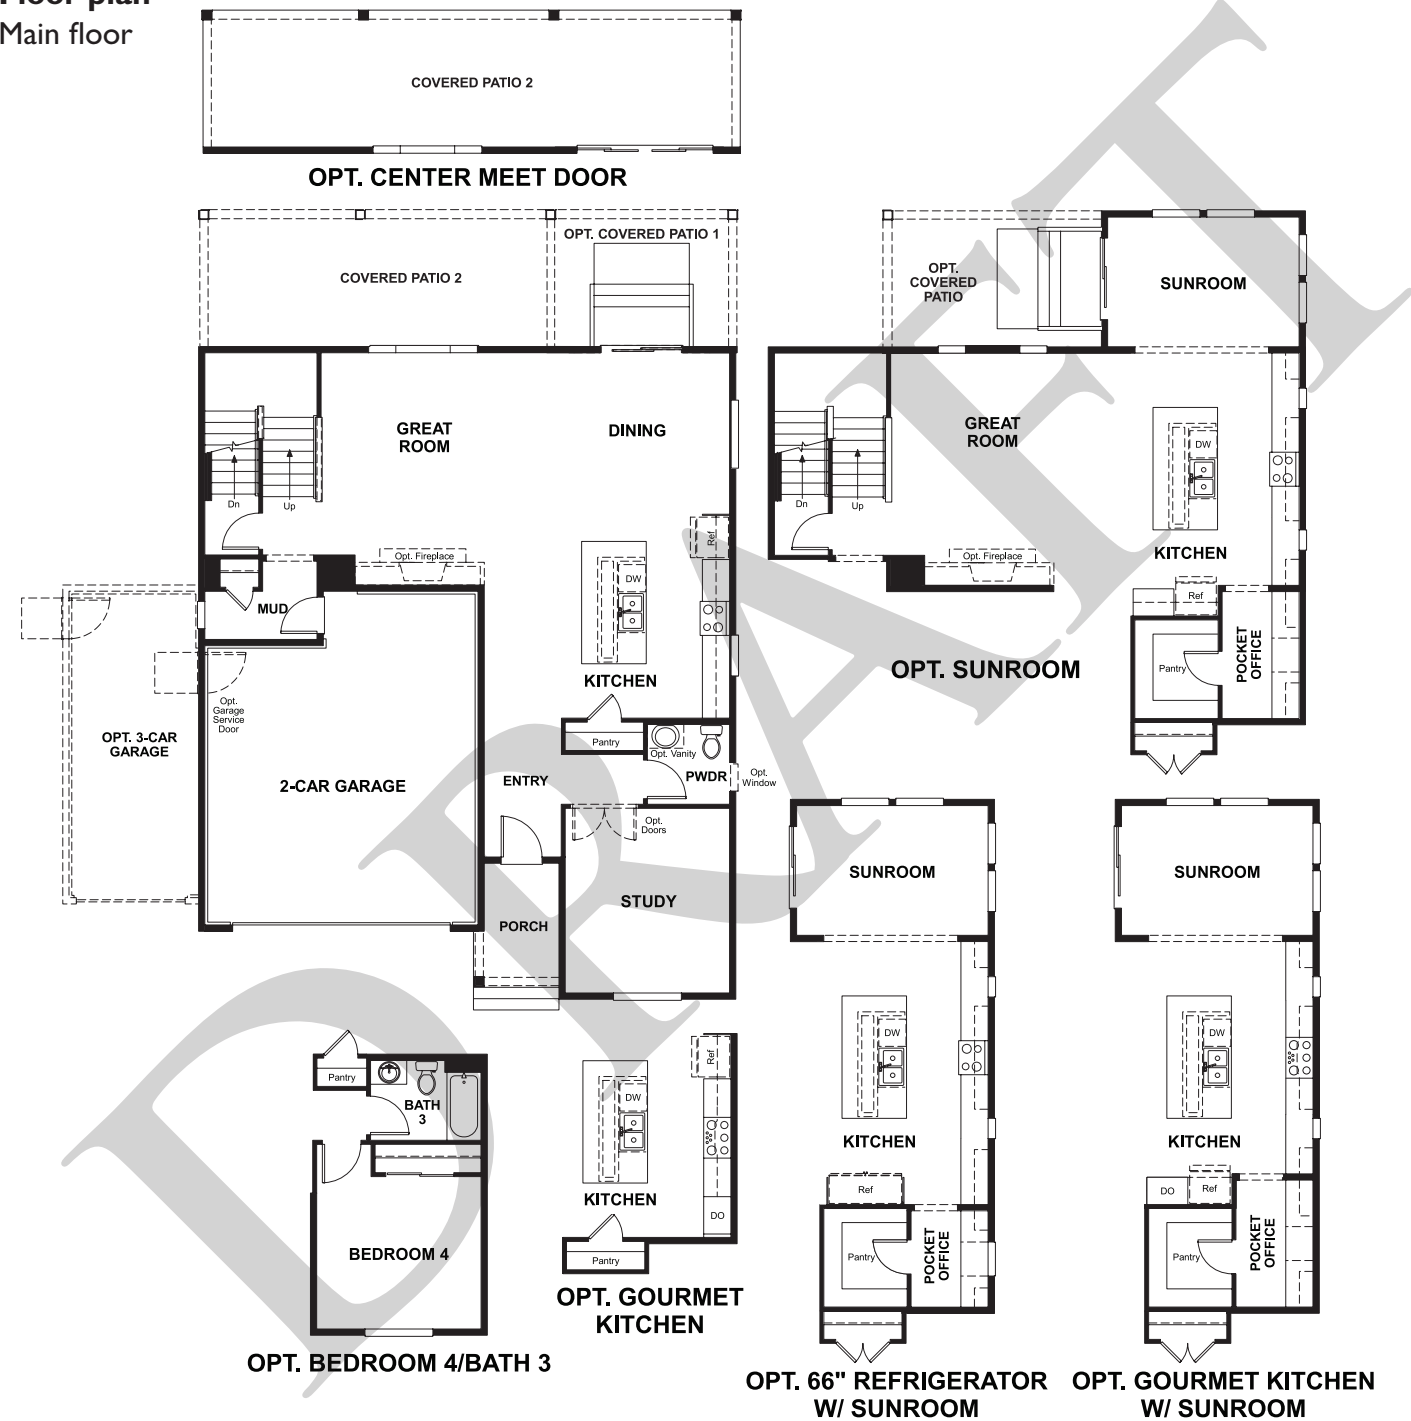 Floor plan
Main floor
COVERED PATIO 2
OPT. CENTER MEET DOOR
OPT. COVERED PATIO 1
COVERED PATIO 2
GREAT
ROOM
DINING
Dn
Up
Opt. Fireplace
Ref
DW
MUD
KITCHEN
Opt.
Garage
Service
Door
OPT. 3-CAR
GARAGE
2-CAR GARAGE
Pantry
Opt. Vanity
PWDR
Opt.
Window
ENTRY
Opt.
Doors
STUDY
PORCH
OPT.
COVERED
PATIO
SUNROOM
GREAT
ROOM
DW
Dn
Up
Opt. Fireplace
KITCHEN
Ref
Pantry
POCKET
OFFICE
OPT. SUNROOM
Pantry
BATH
3
BEDROOM 4
OPT. BEDROOM 4/BATH 3
Ref
DW
KITCHEN
DO
Pantry
OPT. GOURMET
KITCHEN
SUNROOM
DW
KITCHEN
Ref
Pantry
POCKET
OFFICE
OPT. 66" REFRIGERATOR
W/ SUNROOM
SUNROOM
DW
KITCHEN
DO
Ref
Pantry
POCKET
OFFICE
OPT. GOURMET KITCHEN
W/ SUNROOM
DRAFT